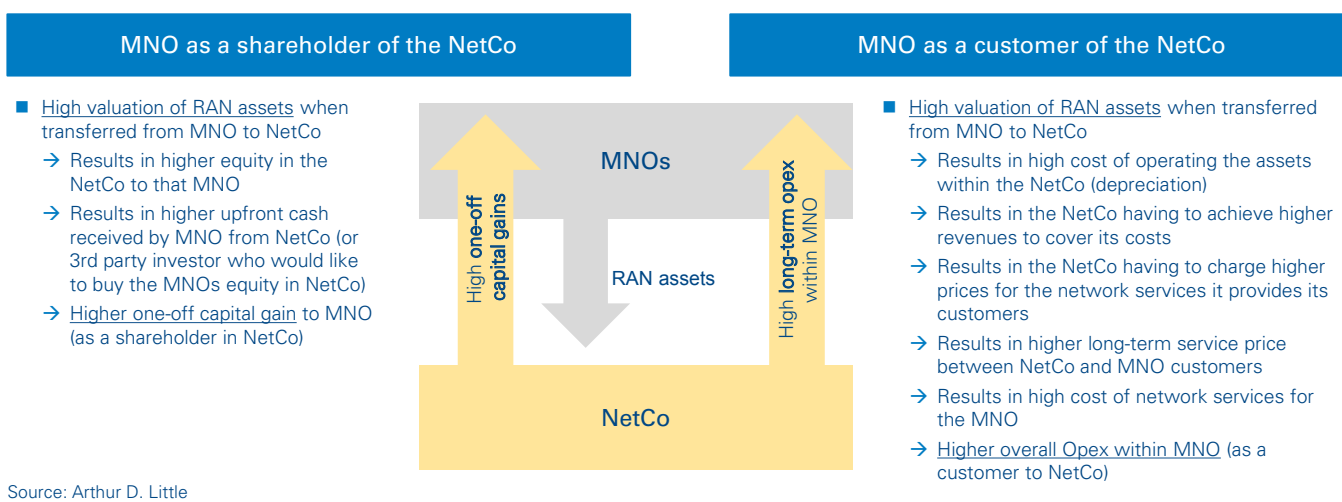 MNO as a shareholder of the NetCo
MNO as a customer of the NetCo
■ High valuation of RAN assets when
transferred from MNO to NetCo
→ Results in higher equity in the
NetCo to that MNO
→ Results in higher upfront cash
received by MNO from NetCo (or
3rd party investor who would like
to buy the MNOs equity in NetCo)
→ Higher one-off capital gain to MNO
(as a shareholder in NetCo)
MNOs
High one-off
capital gains
RAN assets
High long-term opex
within MNO
NetCo
■ High valuation of RAN assets when transferred
from MNO to NetCo
→ Results in high cost of operating the assets
within the NetCo (depreciation)
→ Results in the NetCo having to achieve higher
revenues to cover its costs
→ Results in the NetCo having to charge higher
prices for the network services it provides its
customers
→ Results in higher long-term service price
between NetCo and MNO customers
→ Results in high cost of network services for
the MNO
→ Higher overall Opex within MNO (as a
customer to NetCo)
Source: Arthur D. Little